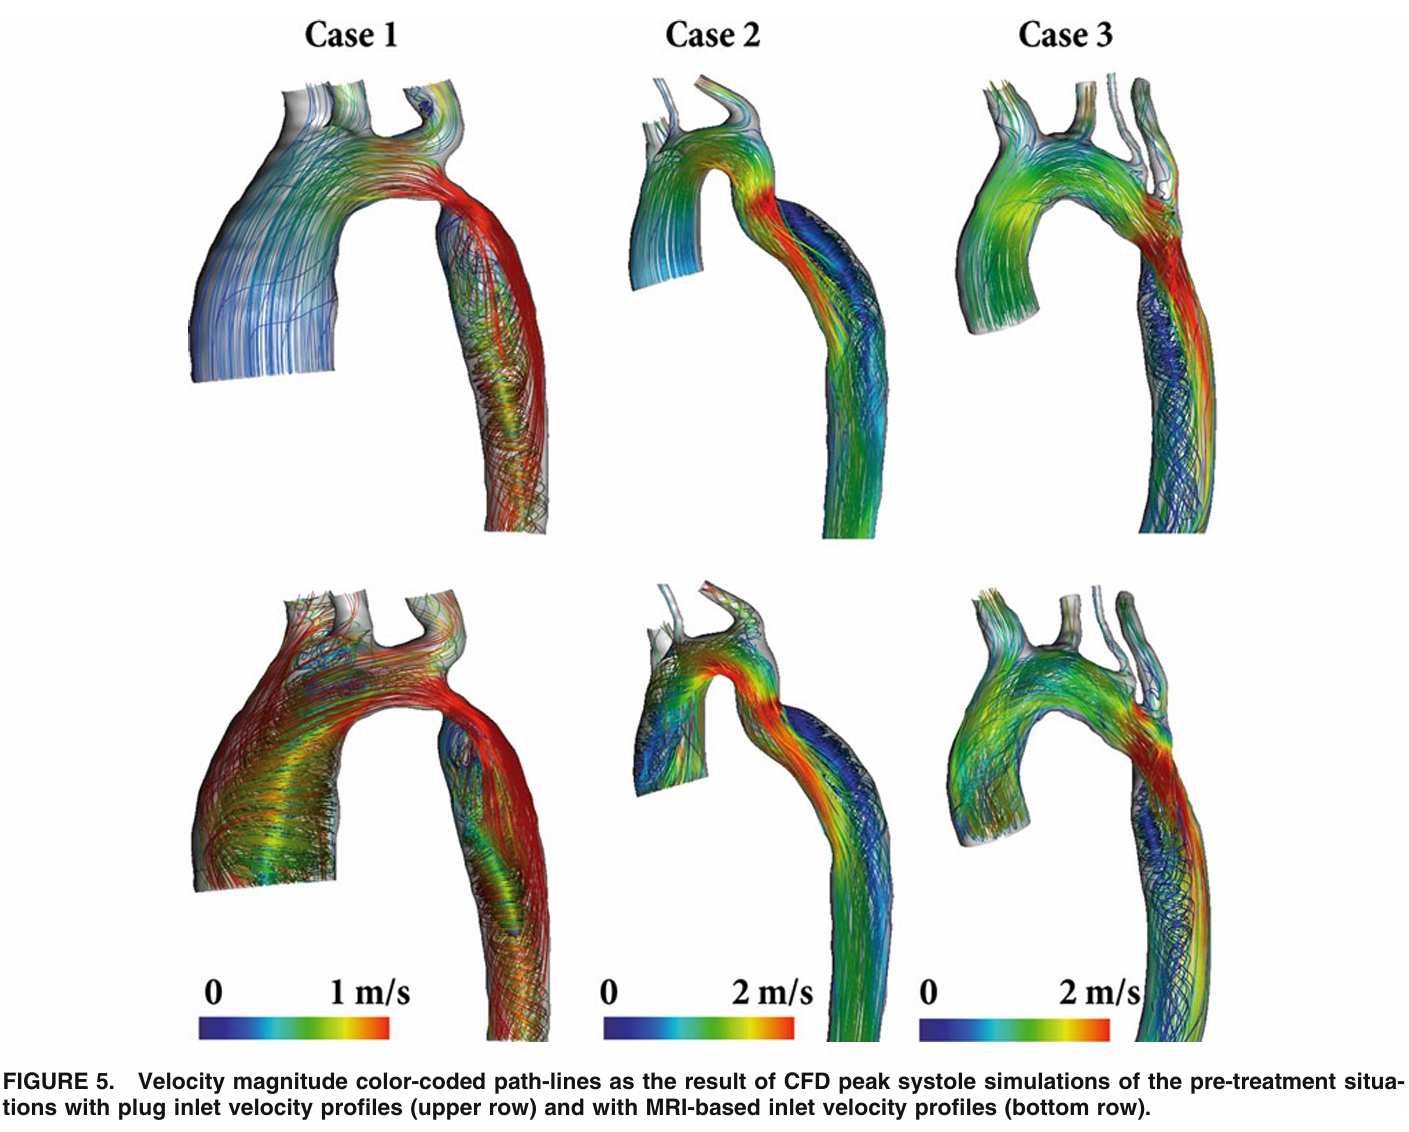 Case 1
Case 2
Case 3
0 1 m/s
0 2 m/s
0 2 m/s
FIGURE 5. Velocity magnitude color-coded path-lines as the result of CFD peak systole simulations of the pre-treatment situa-
tions with plug inlet velocity profiles (upper row) and with MRI-based inlet velocity profiles (bottom row).